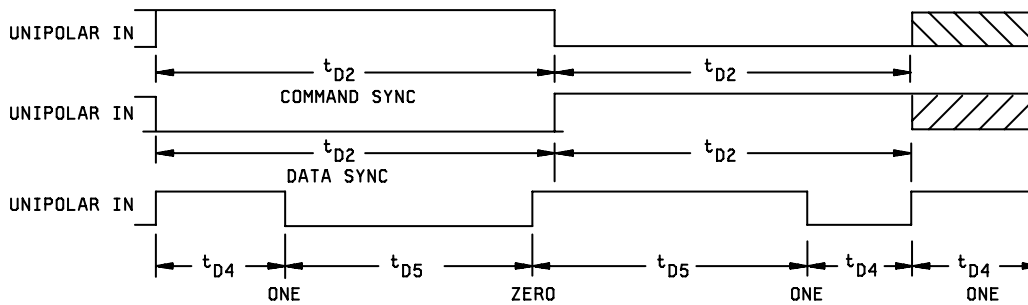 UNIPOLAR IN
t D2 t D2
COMMAND SYNC
UNIPOLAR IN
t D2 t D2
DATA SYNC
UNIPOLAR IN
t D4 t D5 t D5 t D4 t D4
ONE ZERO ONE ONE